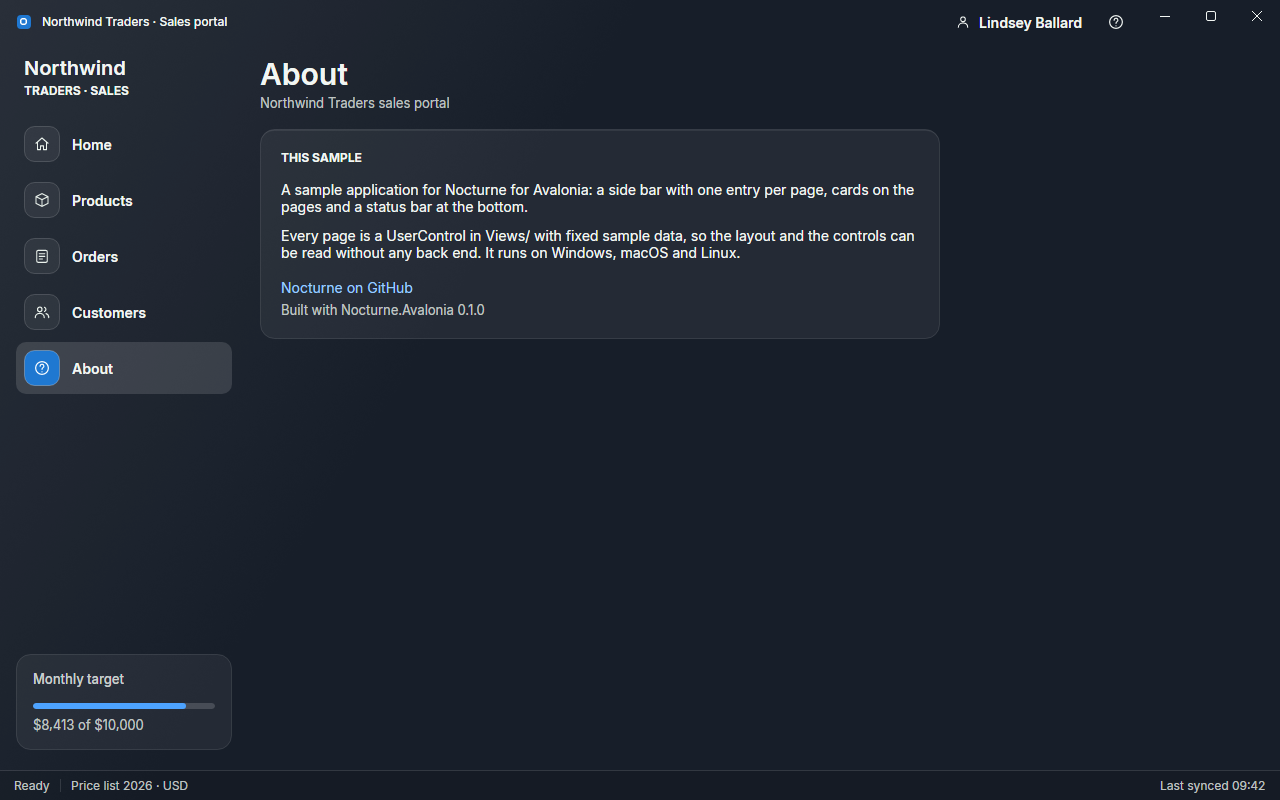 Northwind Traders · Sales portal
Lindsey Ballard
Northwind
TRADERS · SALES
Home
Products
Orders
Customers
About
Monthly target
$8,413 of $10,000
About
Northwind Traders sales portal
THIS SAMPLE
A sample application for Nocturne for Avalonia: a side bar with one entry per page, cards on the
pages and a status bar at the bottom.
Every page is a UserControl in Views/ with fixed sample data, so the layout and the controls can
be read without any back end. It runs on Windows, macOS and Linux.
Nocturne on GitHub
Built with Nocturne.Avalonia 0.1.0
Ready
Price list 2026 · USD
Last synced 09:42